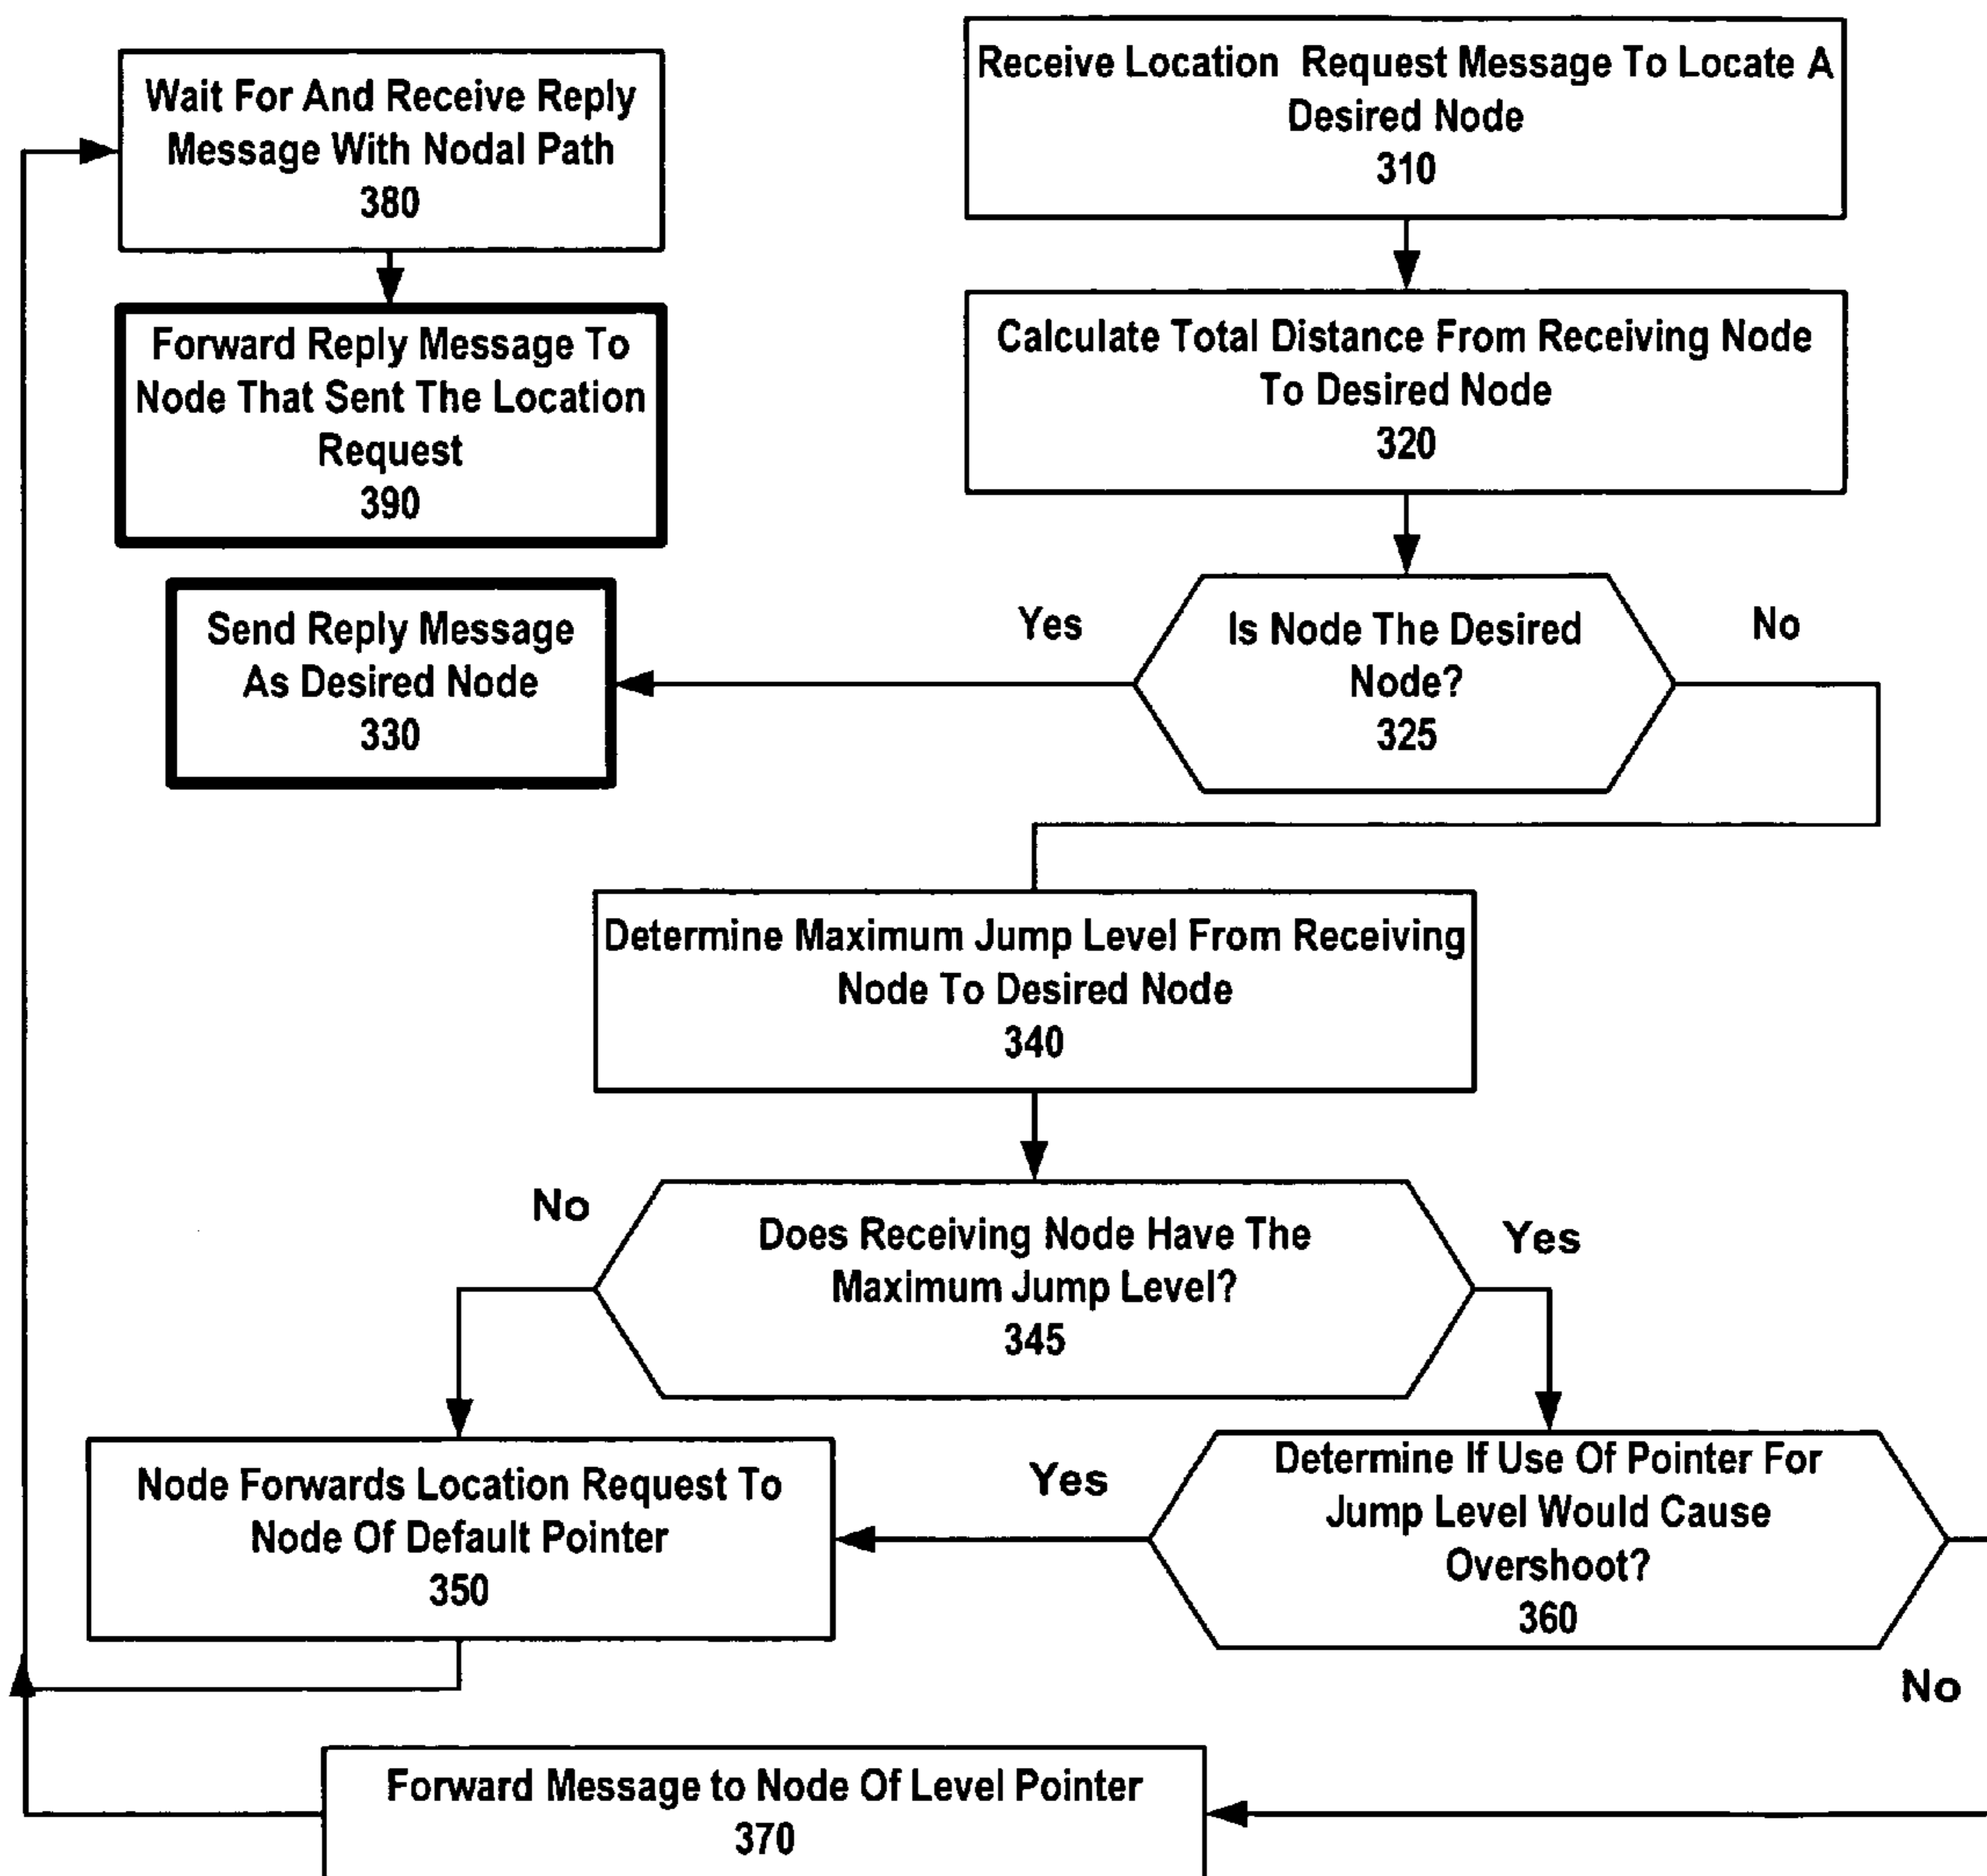 Wait For And Receive Reply
Message With Nodal Path
380
Forward Reply Message To
Node That Sent The Location
Request
390
Send Reply Message
As Desired Node
330
Receive Location Request Message To Locate A
Desired Node
310
Calculate Total Distance From Receiving Node
To Desired Node
320
Yes
Is Node The Desired
Node?
325
No
Determine Maximum Jump Level From Receiving
Node To Desired Node
340
No
Does Receiving Node Have The
Maximum Jump Level?
345
Yes
Node Forwards Location Request To
Node Of Default Pointer
350
Yes
Determine If Use Of Pointer For
Jump Level Would Cause
Overshoot?
360
No
Forward Message to Node Of Level Pointer
370